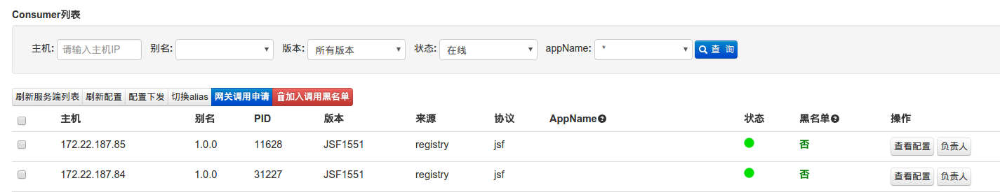 Consumer列表
主机: 请输入主机IP 别名: 版本: 所有版本 状态: 在线 appName: * 查 询
刷新服务端列表 刷新配置 配置下发 切换alias 网关调用申请 加入调用黑名单
主机 别名 PID 版本 来源 协议 AppName 状态 黑名单 操作
172.22.187.85 1.0.0 11628 JSF1551 registry jsf 否 查看配置 负责人
172.22.187.84 1.0.0 31227 JSF1551 registry jsf 否 查看配置 负责人